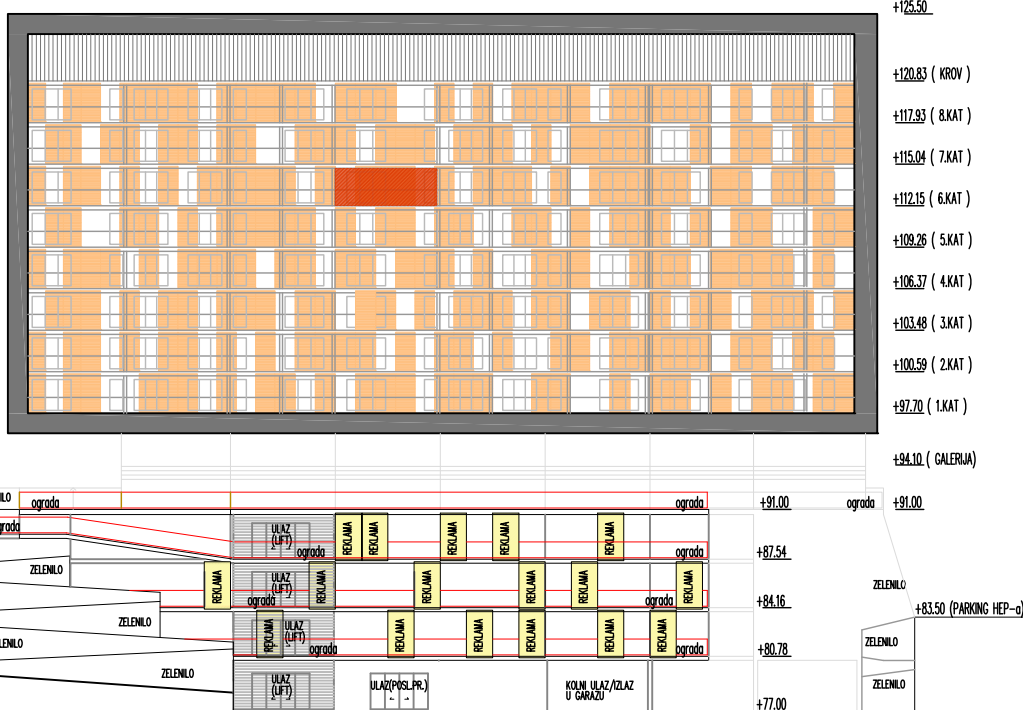 +125.50
+120.83 ( KROV )
+117.93 ( 8.KAT )
+115.04 ( 7.KAT )
+112.15 ( 6.KAT )
+109.26 ( 5.KAT )
+106.37 ( 4.KAT )
+103.48 ( 3.KAT )
+100.59 ( 2.KAT )
+97.70 ( 1.KAT )
+94.10 ( GALERIJA)
ILO
ograda
ograda
+91.00
ograda
+91.00
grada
ULAZ
(LIFT)
ograda
REKLAMA
REKLAMA
REKLAMA
REKLAMA
REKLAMA
ograda
+87.54
ZELENILO
REKLAMA
ULAZ
(LIFT)
ograda
REKLAMA
REKLAMA
REKLAMA
REKLAMA
ograda
REKLAMA
+84.16
ZELENILO
+83.50 (PARKING HEP-a)
ZELENILO
REKLAMA
ULAZ
(LIFT)
ograda
REKLAMA
REKLAMA
REKLAMA
REKLAMA
REKLAMA
ograda
+80.78
ZELENILO
ELENILO
ZELENILO
ULAZ
(LIFT)
ULAZ(POSL.PR.)
KOLNI ULAZ/IZLAZ
U GARAZU
ZELENILO
+77.00